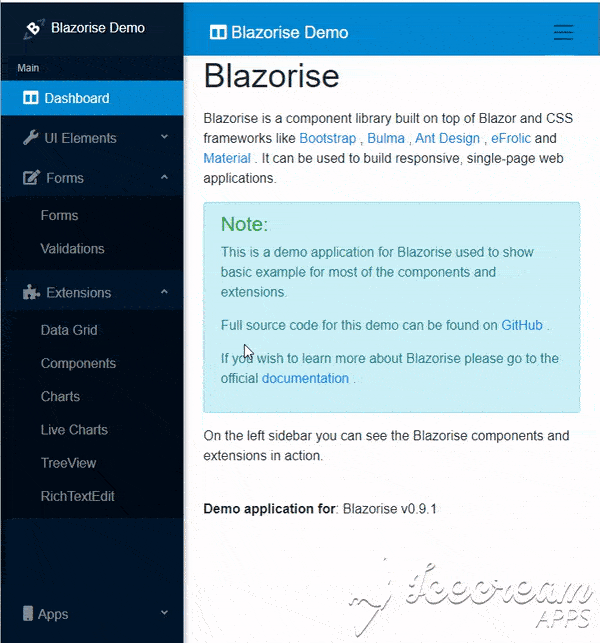 Blazorise Demo
Main
Dashboard
UI Elements
Forms
Forms
Validations
Extensions
Data Grid
Components
Charts
Live Charts
TreeView
RichTextEdit
Apps
Blazorise Demo
Blazorise
Blazorise is a component library built on top of Blazor and CSS
frameworks like Bootstrap , Bulma , Ant Design , eFrolic and
Material . It can be used to build responsive, single-page web
applications.
Note:
This is a demo application for Blazorise used to show
basic example for most of the components and
extensions.
Full source code for this demo can be found on GitHub .
If you wish to learn more about Blazorise please go to the
official documentation .
On the left sidebar you can see the Blazorise components and
extensions in action.
Demo application for: Blazorise v0.9.1
Icecream
APPS